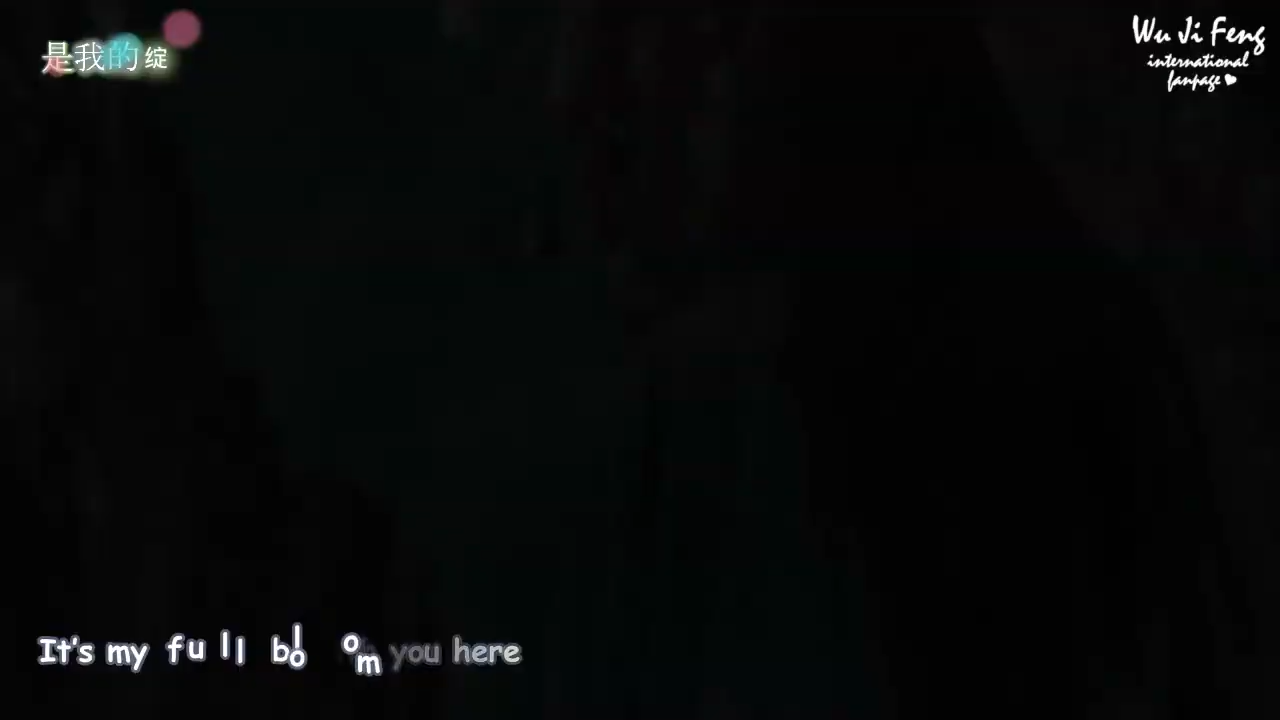 是我的绽
Wu Ji Feng
international
fanpage
It's my full bloom you here